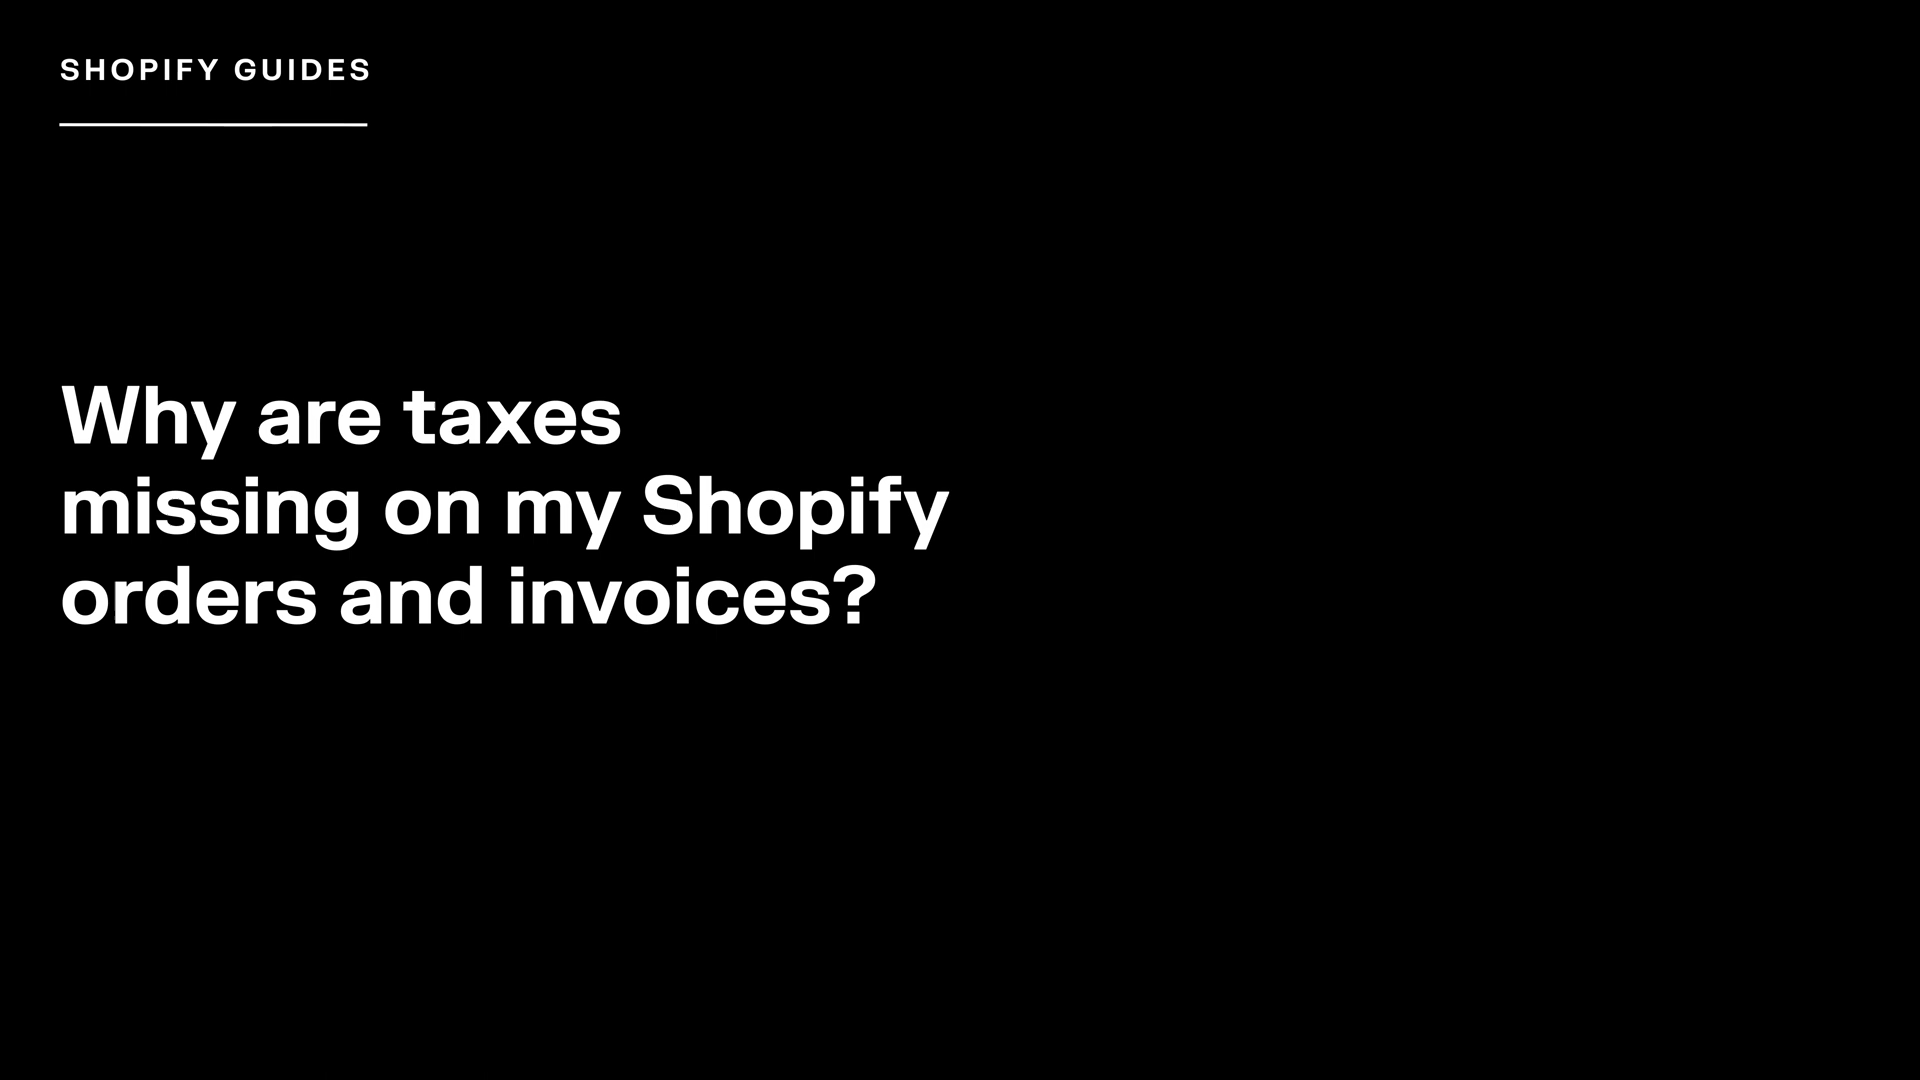 SHOPIFY GUIDES
Why are taxes
missing on my Shopify
orders and invoices?